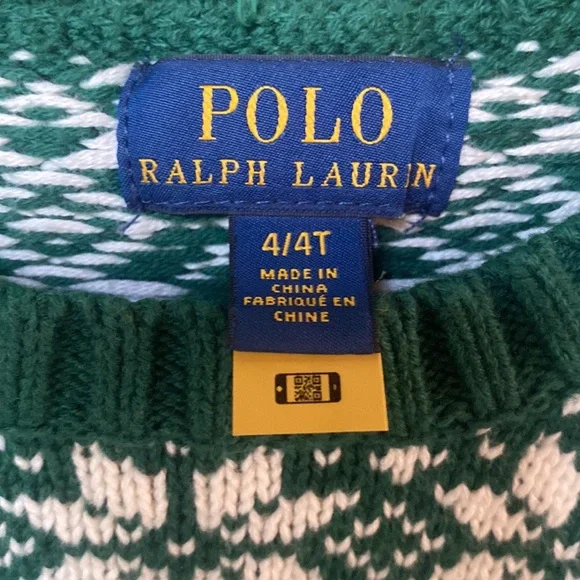 POLO
RALPH LAUREN
4/4T
MADE IN
CHINA
FABRIQUÉ EN
CHINE